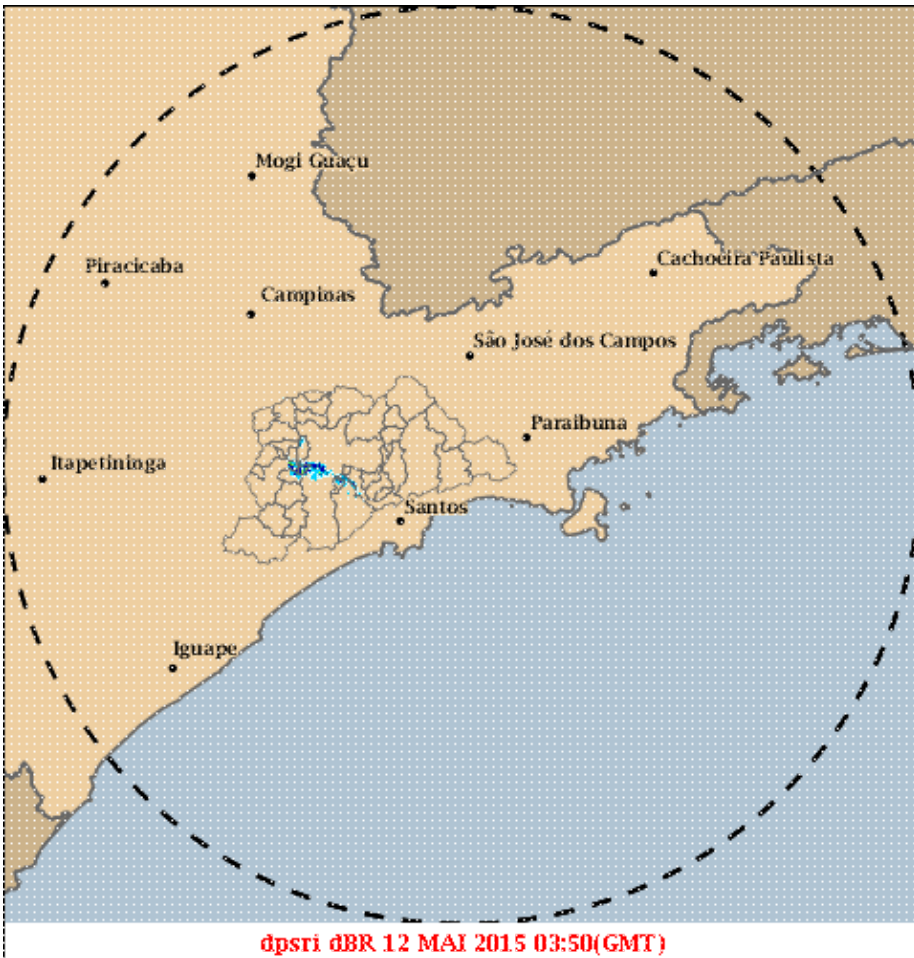 Mogi Guaçu
Piracicaba
Cachoeira Paulista
Campinas
São José dos Campos
Paraibuna
Itapetininga
Santos
Iguape
dpsri dBR 12 MAI 2015 03:50(GMT)